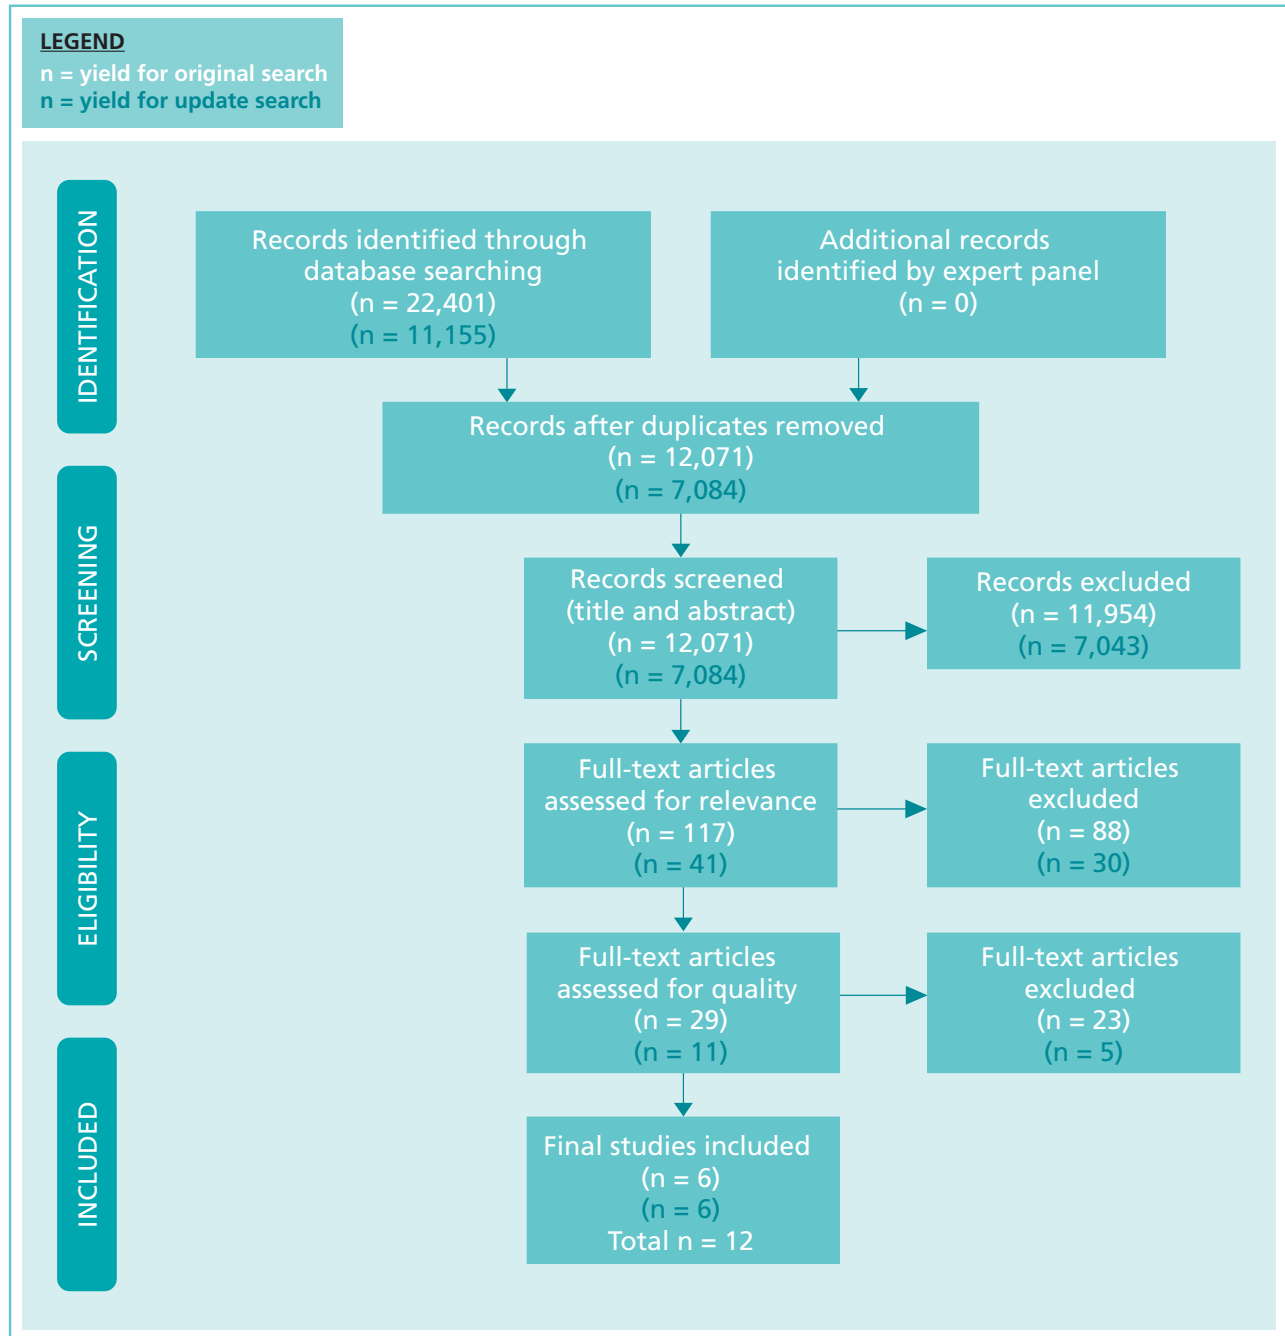 LEGEND
n = yield for original search
n = yield for update search
IDENTIFICATION
Records identified through
database searching
(n = 22,401)
(n = 11,155)
Additional records
identified by expert panel
(n = 0)
Records after duplicates removed
(n = 12,071)
(n = 7,084)
SCREENING
Records screened
(title and abstract)
(n = 12,071)
(n = 7,084)
Records excluded
(n = 11,954)
(n = 7,043)
ELIGIBILITY
Full-text articles
assessed for relevance
(n = 117)
(n = 41)
Full-text articles
excluded
(n = 88)
(n = 30)
Full-text articles
assessed for quality
(n = 29)
(n = 11)
Full-text articles
excluded
(n = 23)
(n = 5)
INCLUDED
Final studies included
(n = 6)
(n = 6)
Total n = 12